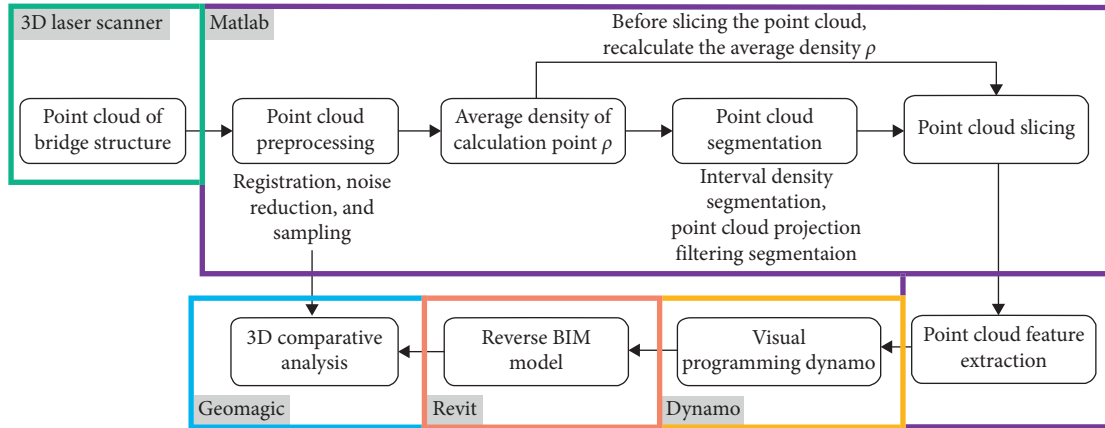 3D laser scanner
Matlab
Before slicing the point cloud,
recalculate the average density ρ
Point cloud of
bridge structure
Point cloud
preprocessing
Average density of
calculation point ρ
Point cloud
segmentation
Point cloud slicing
Registration, noise
reduction, and
sampling
Interval density
segmentation,
point cloud projection
filtering segmentaion
3D comparative
analysis
Reverse BIM
model
Visual
programming dynamo
Point cloud feature
extraction
Geomagic
Revit
Dynamo